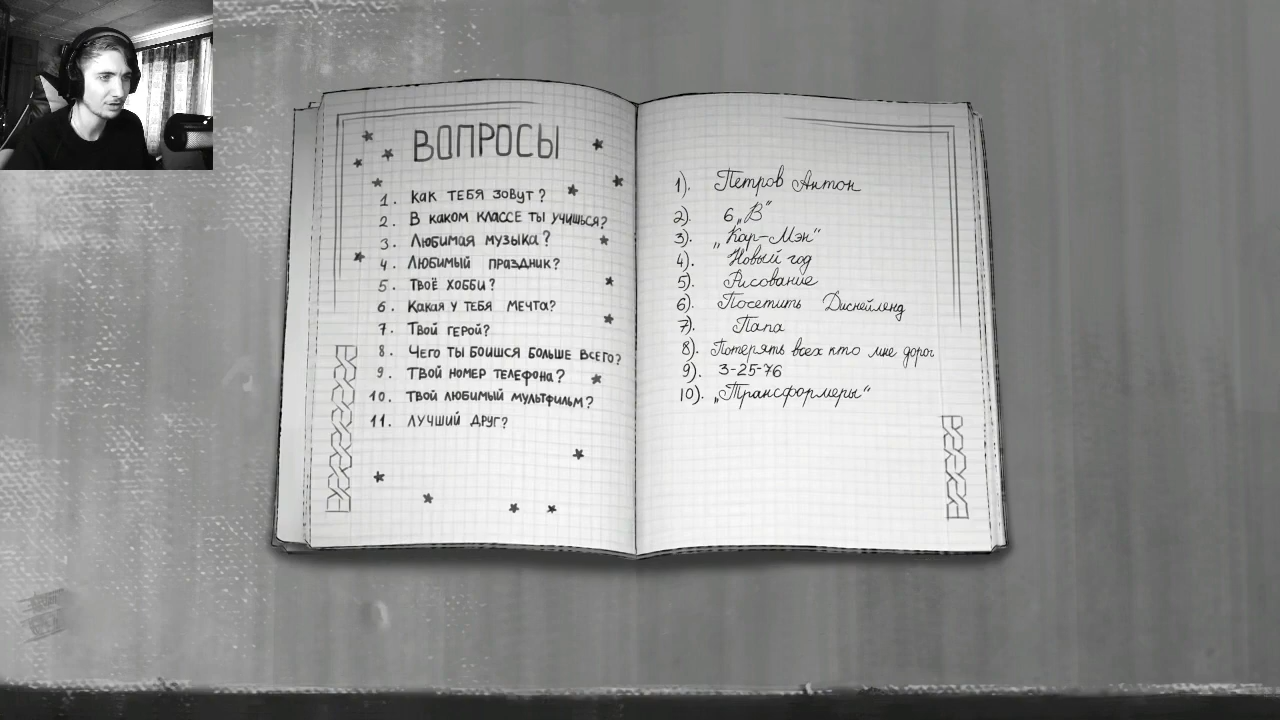 ВОПРОСЫ
1. Как тебя зовут?
2. В каком классе ты учишься?
3. Любимая музыка?
4. Любимый праздник?
5. Твоё хобби?
6. Какая у тебя мечта?
7. Твой герой?
8. Чего ты боишся больше всего?
9. Твой номер телефона?
10. Твой любимый мультфильм?
11. Лучший друг?
1). Петров Антон
2). 6 „В"
3). „Кар-Мэн"
4). Новый год
5). Рисование
6). Посетить Диснейленд
7). Папа
8). Потерять всех кто мне дорог
9). 3-25-76
10). „Трансформеры"